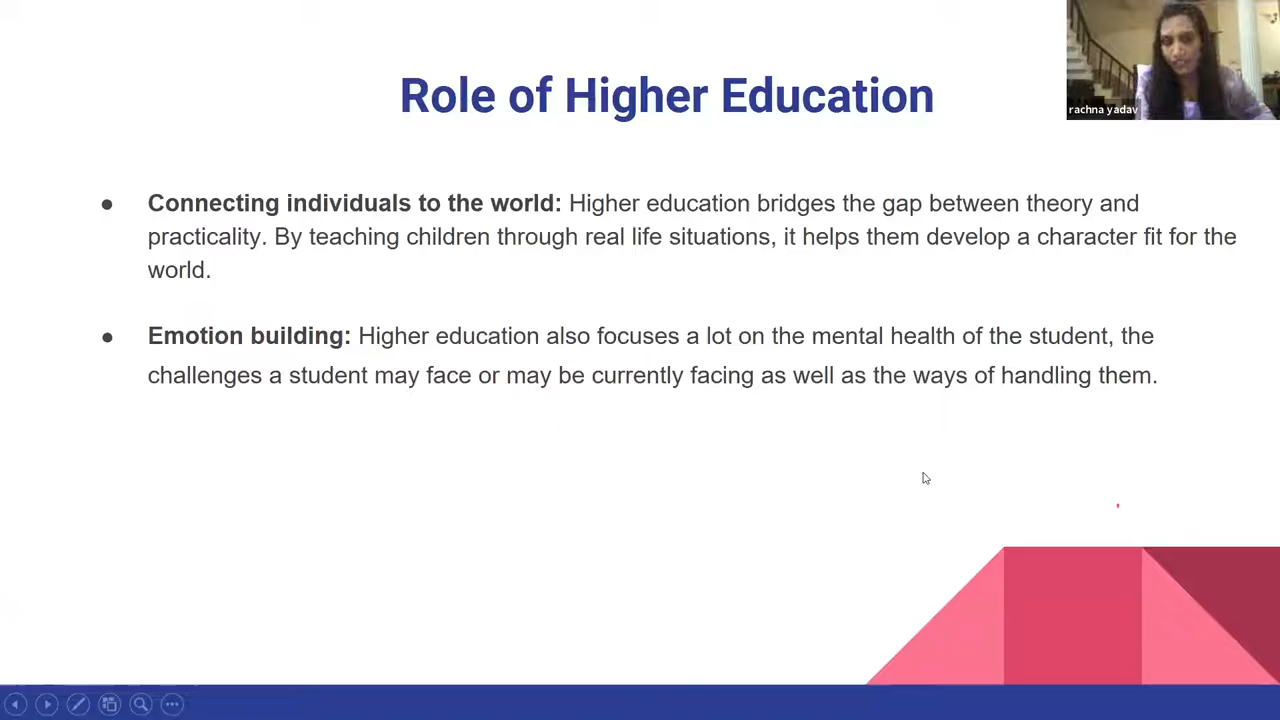 Role of Higher Education
rachna yadav
● Connecting individuals to the world: Higher education bridges the gap between theory and
practicality. By teaching children through real life situations, it helps them develop a character fit for the
world.
● Emotion building: Higher education also focuses a lot on the mental health of the student, the
challenges a student may face or may be currently facing as well as the ways of handling them.